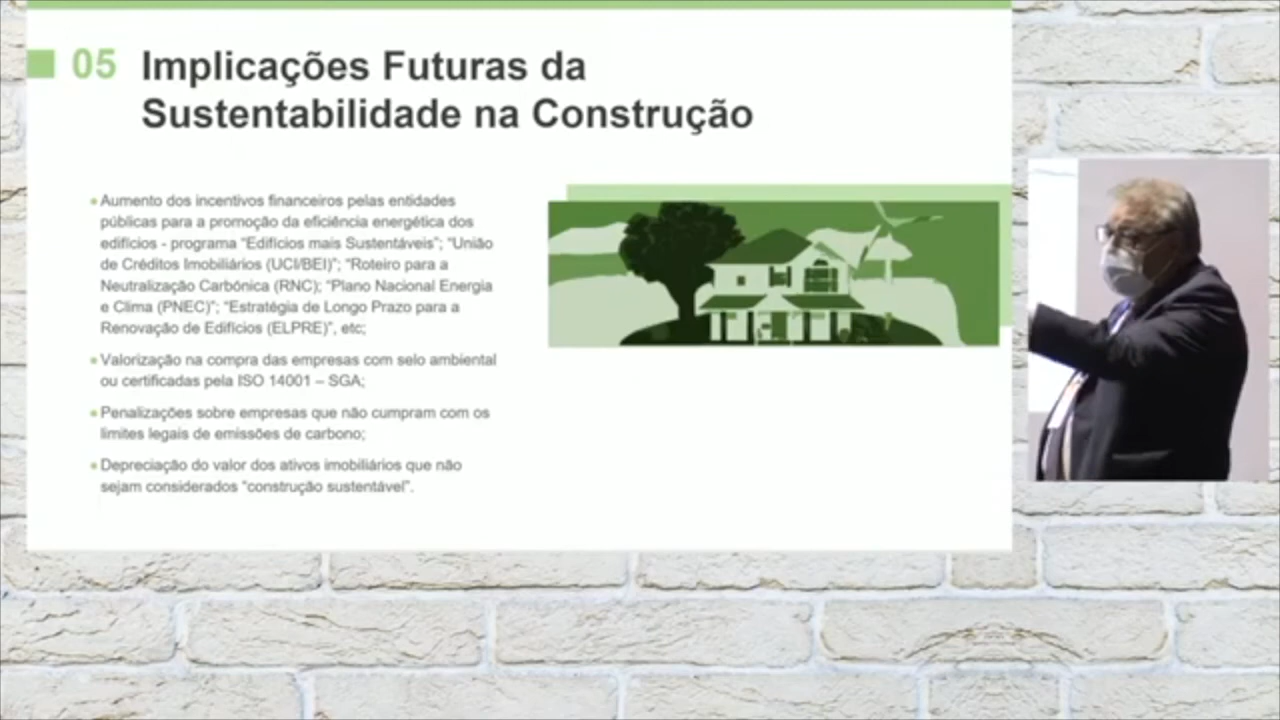 05 Implicações Futuras da
Sustentabilidade na Construção
Aumento dos incentivos financeiros pelas entidades
públicas para a promoção da eficiência energética dos
edifícios - programa “Edifícios mais Sustentáveis”; “União
de Créditos Imobiliários (UCI/BEI)”; “Roteiro para a
Neutralização Carbónica (RNC); “Plano Nacional Energia
e Clima (PNEC)”; “Estratégia de Longo Prazo para a
Renovação de Edifícios (ELPRE)”, etc;
Valorização na compra das empresas com selo ambiental
ou certificadas pela ISO 14001 – SGA;
Penalizações sobre empresas que não cumpram com os
limites legais de emissões de carbono;
Depreciação do valor dos ativos imobiliários que não
sejam considerados “construção sustentável”.